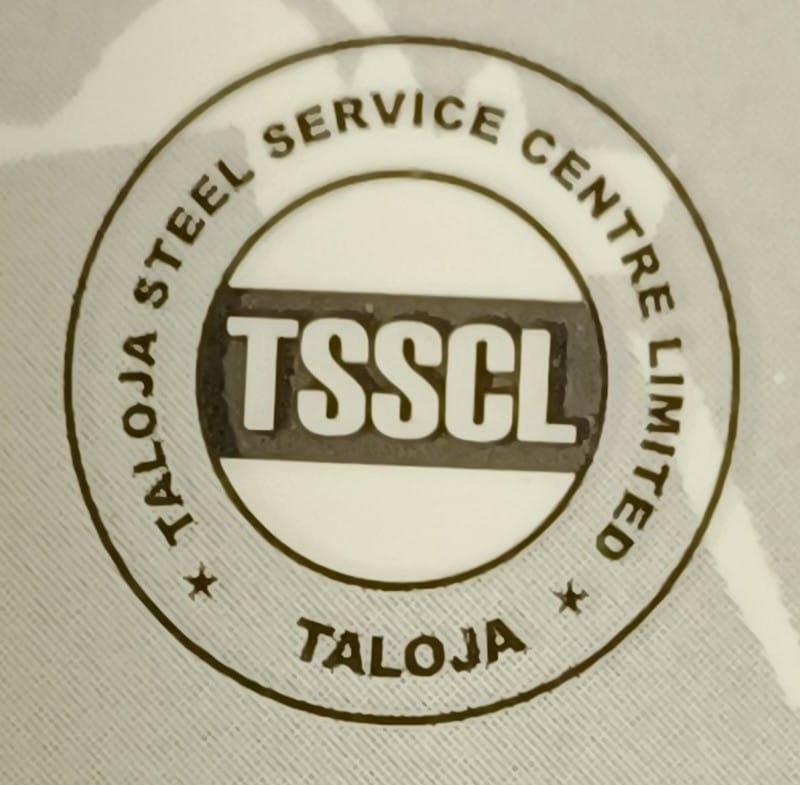 ★ TALOJA STEEL SERVICE CENTRE LIMITED ★
TSSCL
TALOJA